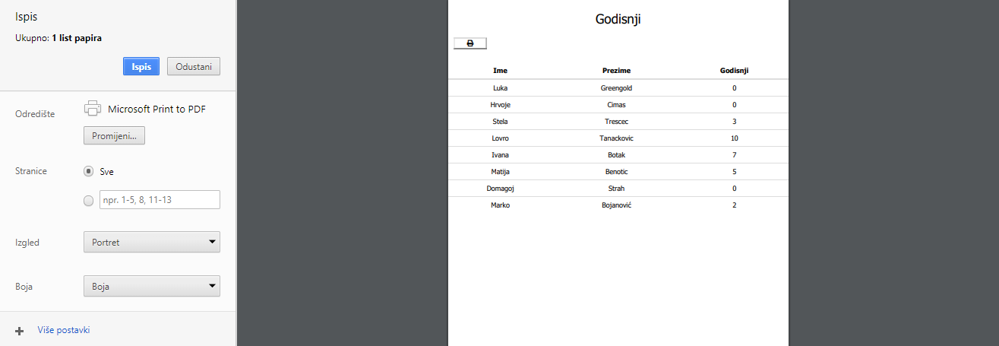 Ispis
Ukupno: 1 list papira
Ispis Odustani
Odredište Microsoft Print to PDF
Promijeni...
Stranice Sve
npr. 1-5, 8, 11-13
Izgled Portret
Boja Boja
Više postavki
Godisnji
Ime Prezime Godisnji
Luka Greengold 0
Hrvoje Cimas 0
Stela Trescec 3
Lovro Tanackovic 10
Ivana Botak 7
Matija Benotic 5
Domagoj Strah 0
Marko Bojanović 2